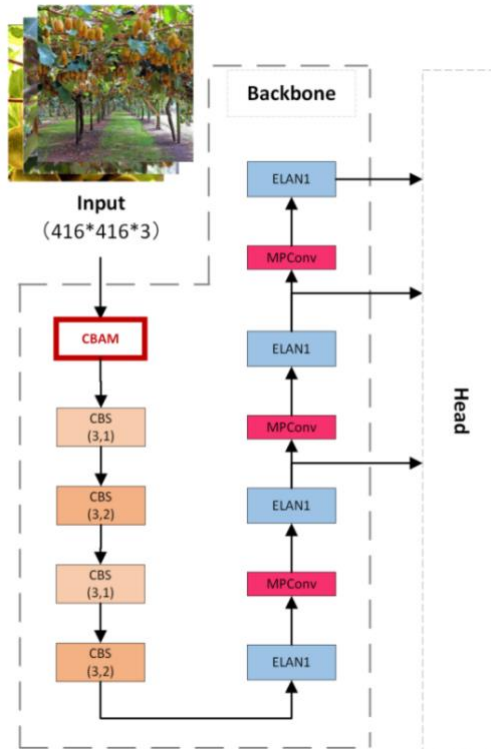 Backbone
Input
(416*416*3)
CBAM
CBS
(3,1)
CBS
(3,2)
CBS
(3,1)
CBS
(3,2)
ELAN1
MPConv
ELAN1
MPConv
ELAN1
MPConv
ELAN1
Head